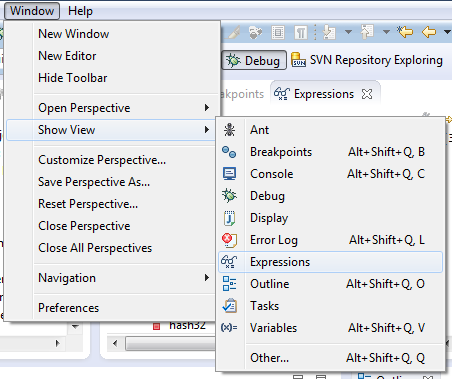 Window Help
New Window
New Editor
Hide Toolbar
Open Perspective
Show View
Customize Perspective...
Save Perspective As...
Reset Perspective...
Close Perspective
Close All Perspectives
Navigation
Preferences
Debug SVN Repository Exploring
Expressions
Ant
Breakpoints Alt+Shift+Q, B
Console Alt+Shift+Q, C
Debug
Display
Error Log Alt+Shift+Q, L
Expressions
Outline Alt+Shift+Q, O
Tasks
Variables Alt+Shift+Q, V
Other... Alt+Shift+Q, Q
hash32